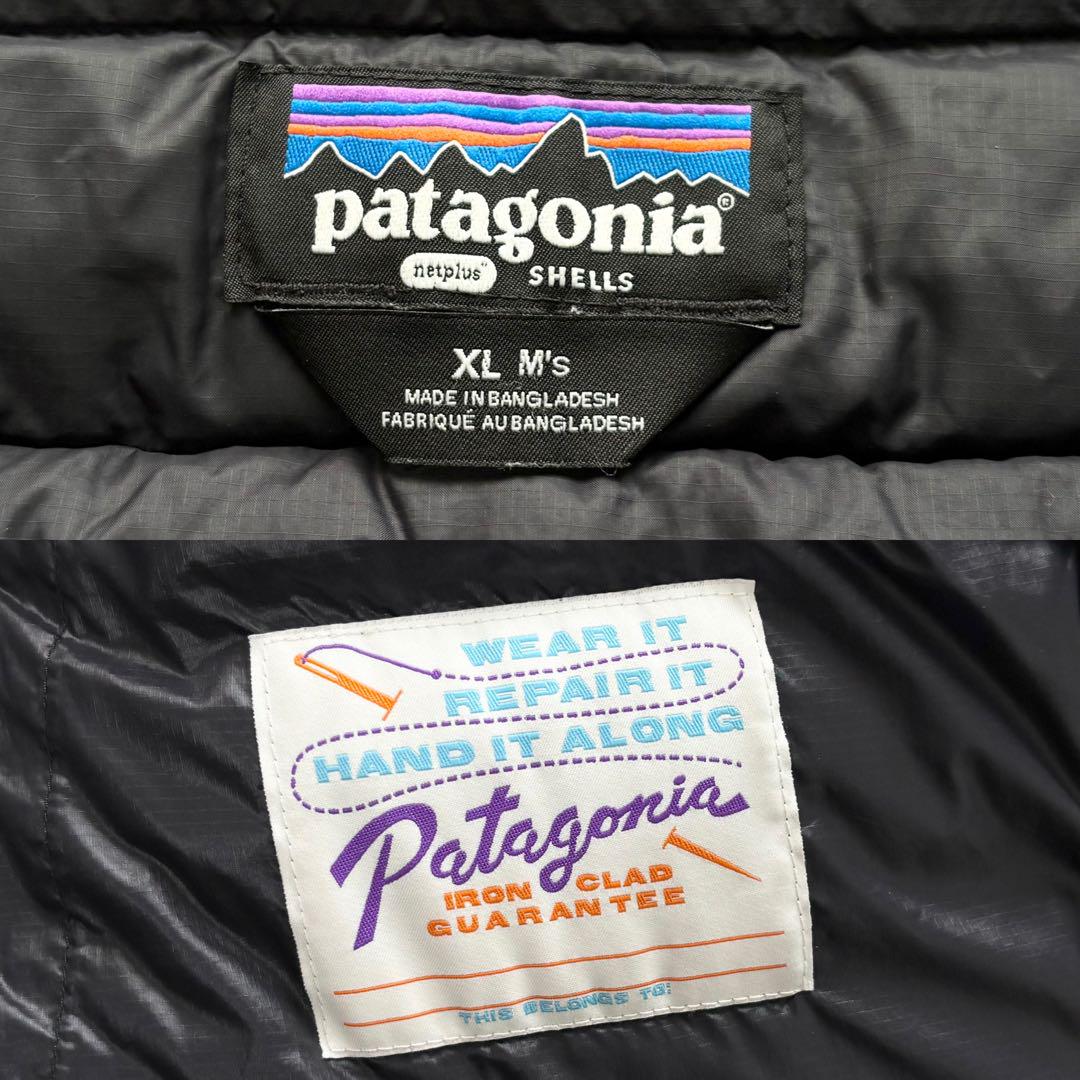 patagonia®
netplus™ SHELLS
XL M's
MADE IN BANGLADESH
FABRIQUÉ AU BANGLADESH
WEAR IT
REPAIR IT
HAND IT ALONG
Patagonia
IRON CLAD
GUARANTEE
THIS BELONGS TO: